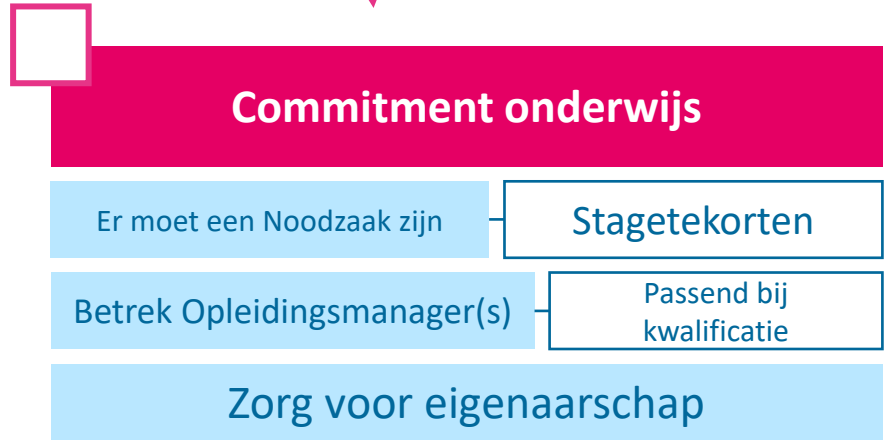 Commitment onderwijs
Er moet een Noodzaak zijn
Stagetekorten
Betrek Opleidingsmanager(s)
Passend bij
kwalificatie
Zorg voor eigenaarschap